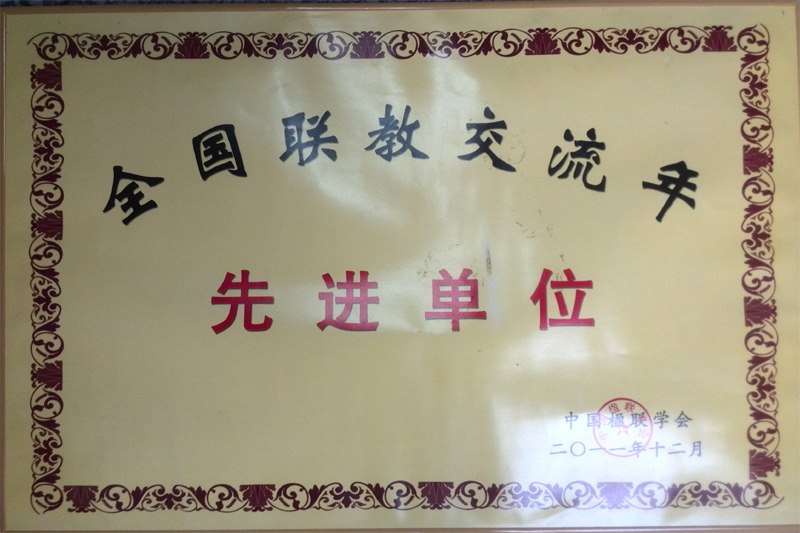 全国联教交流年
先进单位
中国楹联学会
二〇一一年十二月